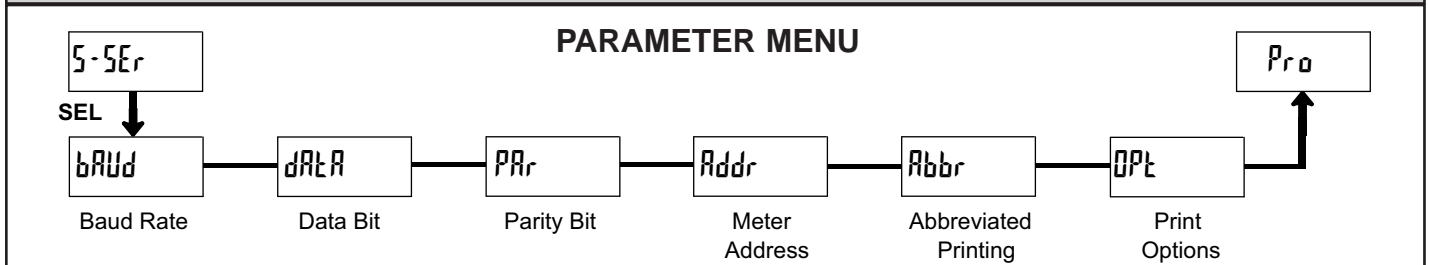 PARAMETER MENU
5-SEr
Pro
SEL
bAUd
dAtA
PAr
Addr
Abbr
OPt
Baud Rate
Data Bit
Parity Bit
Meter
Address
Abbreviated
Printing
Print
Options